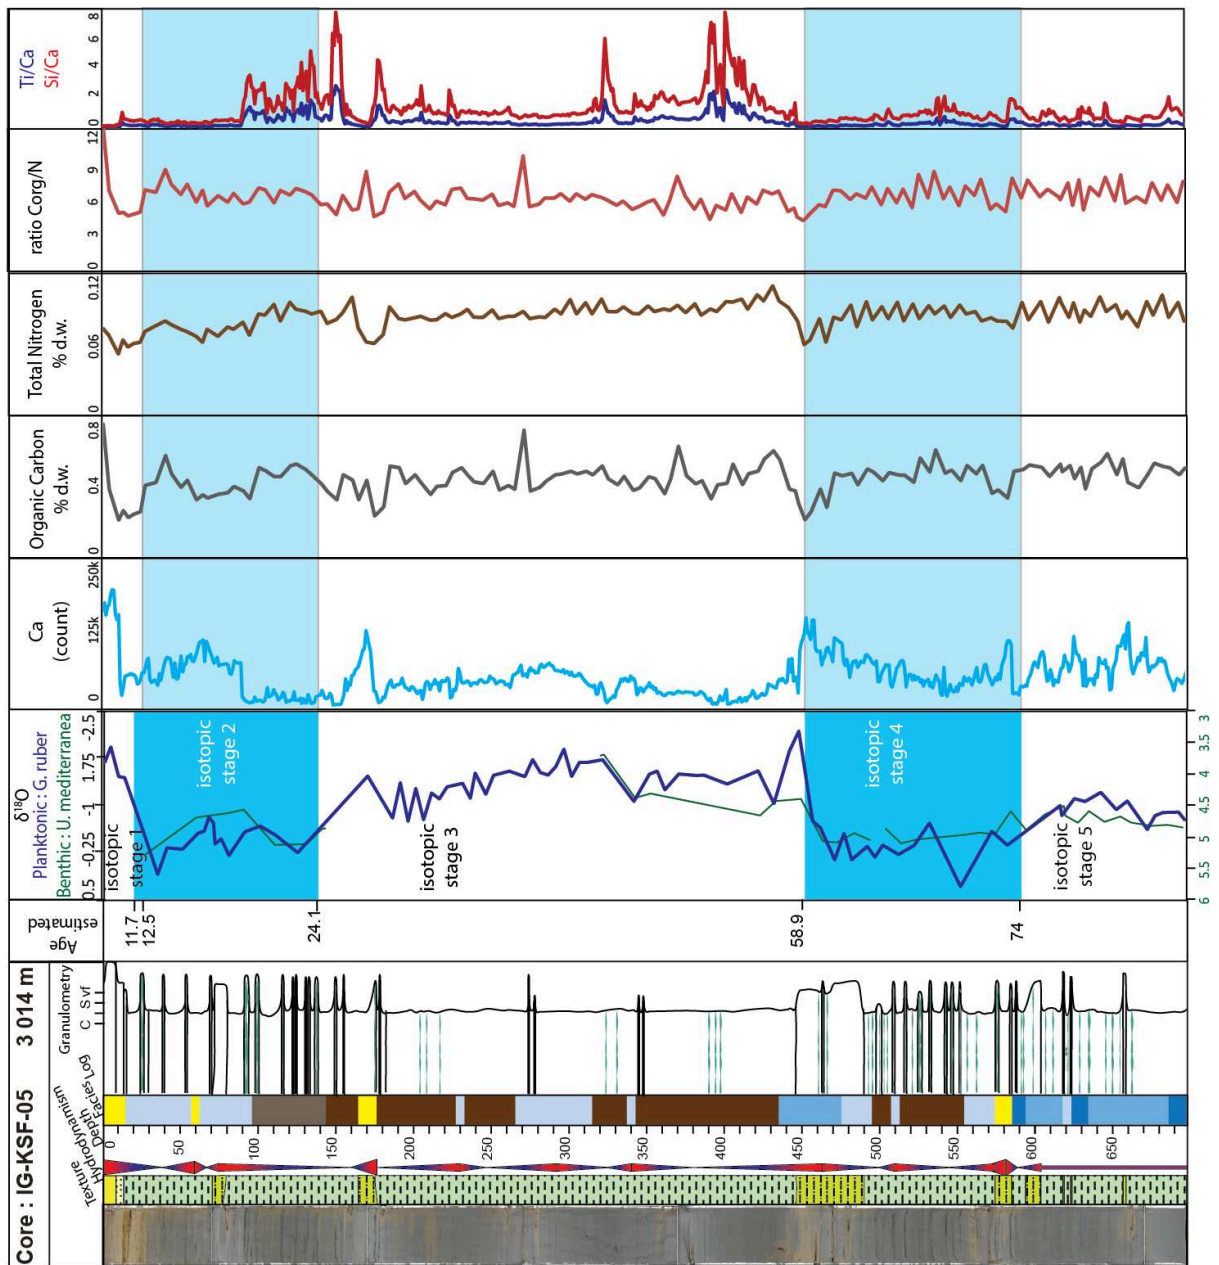 Ti/Ca
Si/Ca
8
6
4
2
0
ratio Corg/N
12
9
6
3
0
Total Nitrogen
% d.w.
0.12
0.06
0
Organic Carbon
% d.w.
0.8
0.4
0
Ca
(count)
250k
125k
0
δ18O
Planktonic : G. ruber
Benthic : U. mediterranea
-2.5
1.75
-1
-0.25
0.5
isotopic
stage 1
isotopic
stage 2
isotopic
stage 3
isotopic
stage 4
isotopic
stage 5
3
3.5
4
4.5
5
5.5
6
Age
estimated
11.7
12.5
24.1
58.9
74
Core : IG-KSF-05 3 014 m
Granulometry
C S vf
Log
Facies
Depth
Hydrodynamism
Texture
0
50
100
150
200
250
300
350
400
450
500
550
600
650